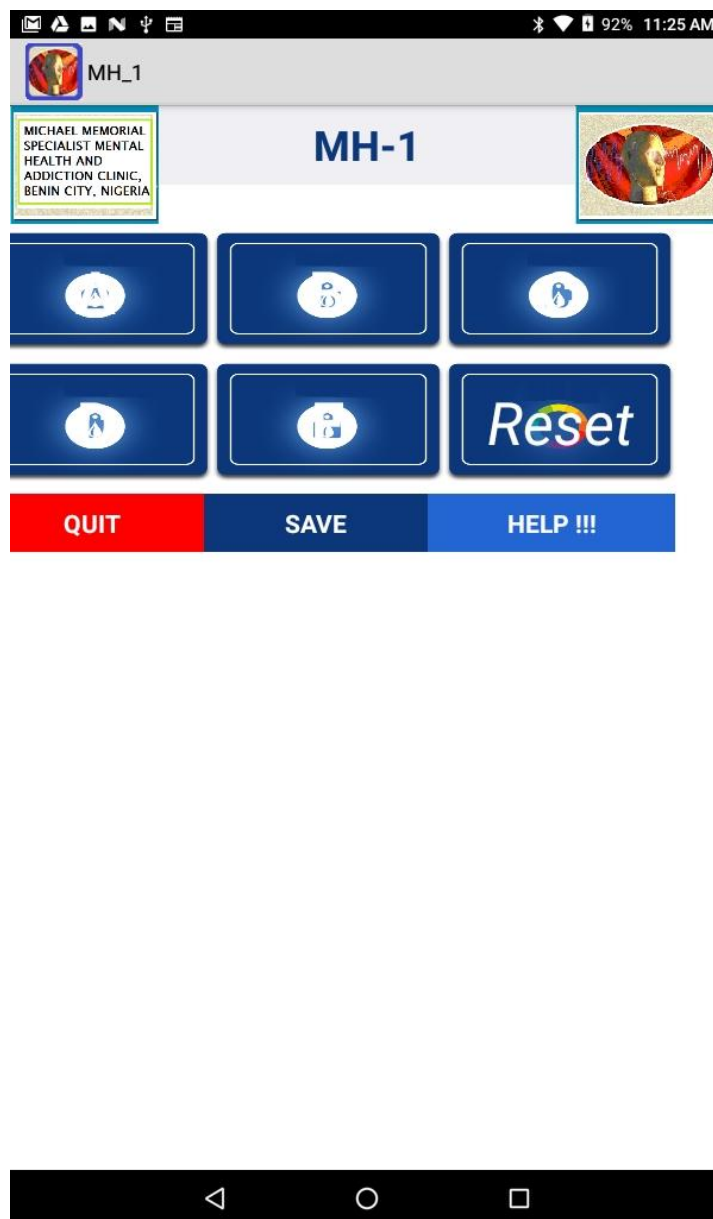 92% 11:25 AM
MH_1
MICHAEL MEMORIAL
SPECIALIST MENTAL
HEALTH AND
ADDICTION CLINIC,
BENIN CITY, NIGERIA
MH-1
Reset
QUIT SAVE HELP !!!